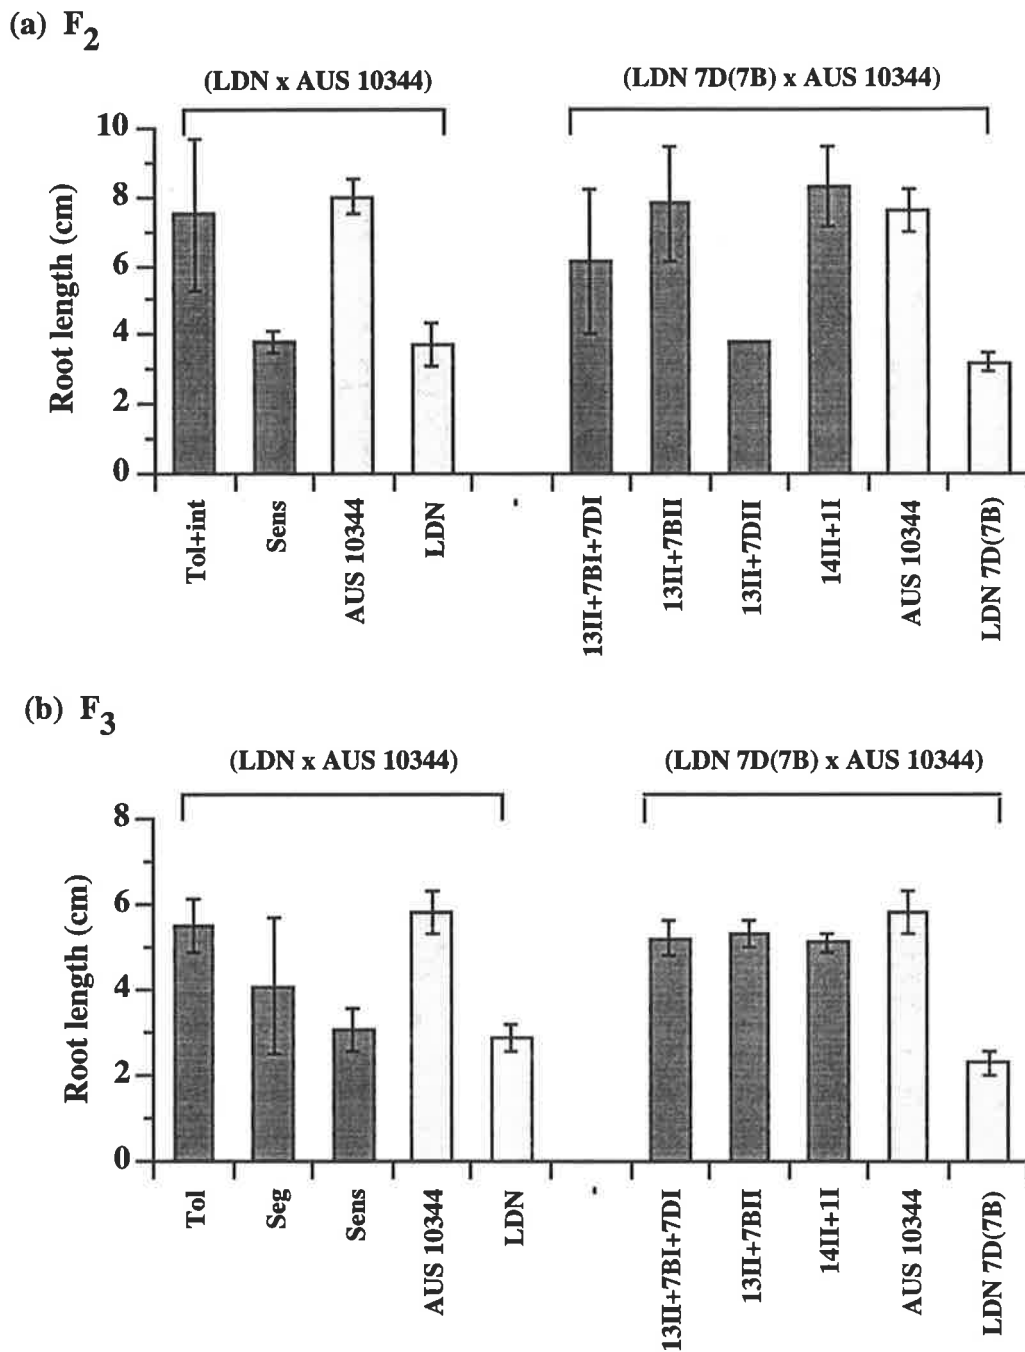 (a) F2
(LDN x AUS 10344)
(LDN 7D(7B) x AUS 10344)
Root length (cm)
10
8
6
4
2
0
Tol+int
Sens
AUS 10344
LDN
13II+7BI+7DI
13II+7BII
13II+7DII
14II+1I
AUS 10344
LDN 7D(7B)
(b) F3
(LDN x AUS 10344)
(LDN 7D(7B) x AUS 10344)
Root length (cm)
8
6
4
2
0
Tol
Seg
Sens
AUS 10344
LDN
13II+7BI+7DI
13II+7BII
14II+1I
AUS 10344
LDN 7D(7B)